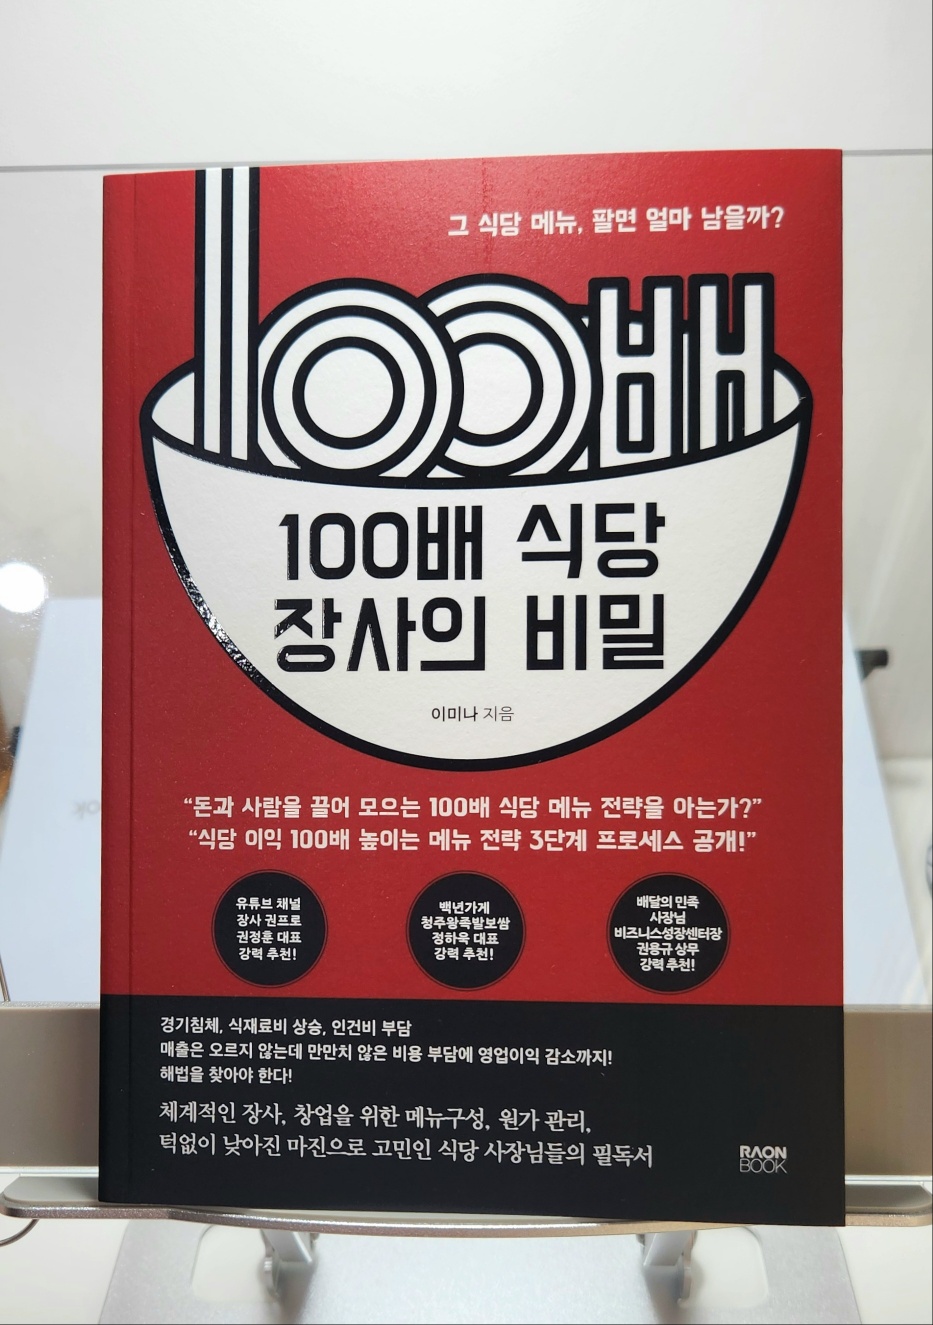 그 식당 메뉴, 팔면 얼마 남을까?
100배
100배 식당
장사의 비밀
이미나 지음
“돈과 사람을 끌어 모으는 100배 식당 메뉴 전략을 아는가?”
“식당 이익 100배 높이는 메뉴 전략 3단계 프로세스 공개!”
유튜브 채널
장사 권프로
권정훈 대표
강력 추천!
백년가게
청주왕족발보쌈
정하욱 대표
강력 추천!
배달의 민족
사장님
비즈니스성장센터장
권용규 상무
강력 추천!
경기침체, 식재료비 상승, 인건비 부담
매출은 오르지 않는데 만만치 않은 비용 부담에 영업이익 감소까지!
해법을 찾아야 한다!
체계적인 장사, 창업을 위한 메뉴구성, 원가 관리,
턱없이 낮아진 마진으로 고민인 식당 사장님들의 필독서
RAON
BOOK